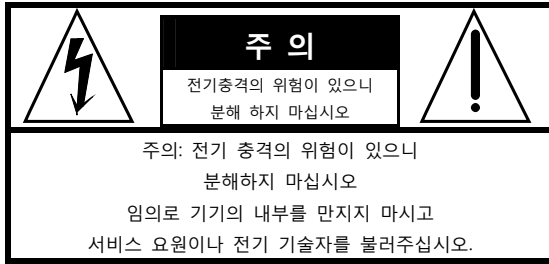 주 의
전기충격의 위험이 있으니
분해 하지 마십시오
주의: 전기 충격의 위험이 있으니
분해하지 마십시오
임의로 기기의 내부를 만지지 마시고
서비스 요원이나 전기 기술자를 불러주십시오.